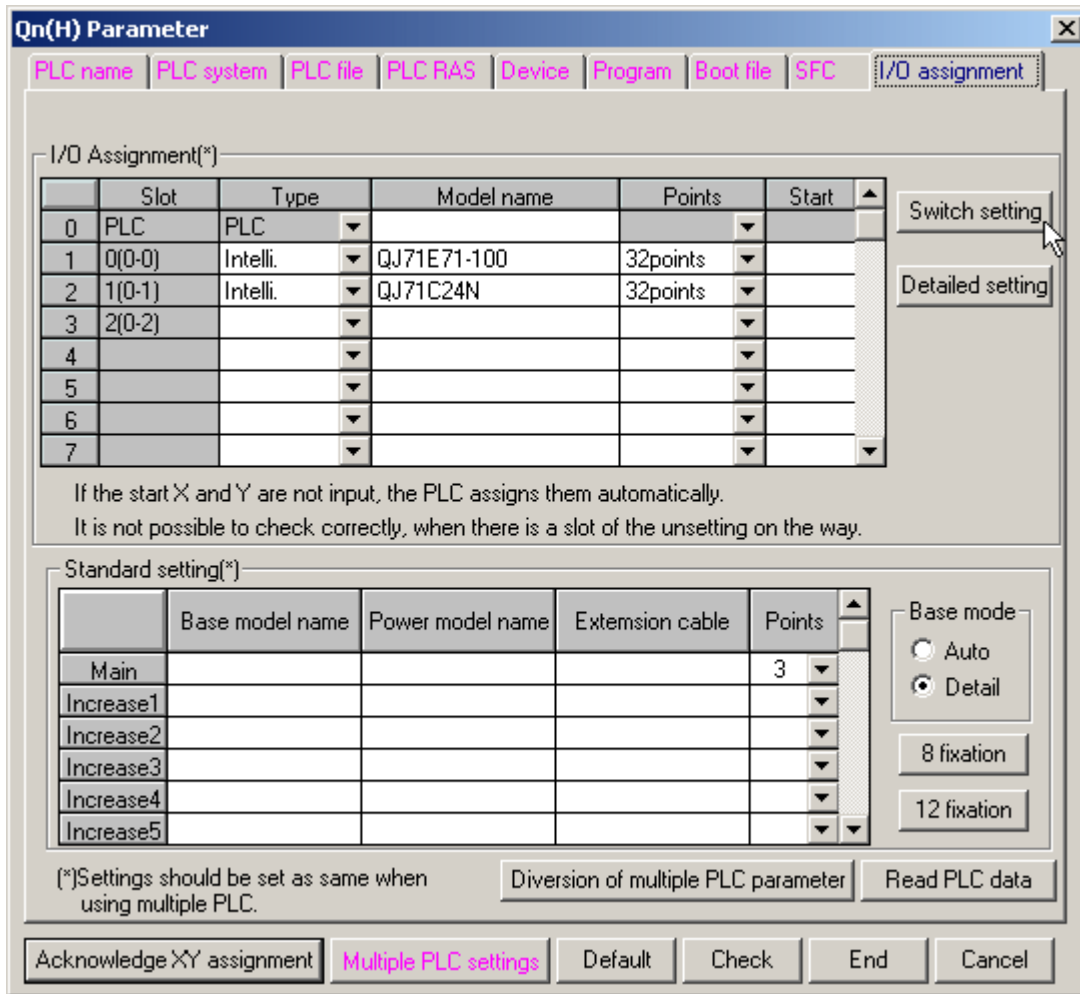 Qn(H) Parameter
PLC name PLC system PLC file PLC RAS Device Program Boot file SFC I/O assignment
I/O Assignment(*)
Slot Type Model name Points Start
0 PLC PLC
1 0(0-0) Intelli. QJ71E71-100 32points
2 1(0-1) Intelli. QJ71C24N 32points
3 2(0-2)
4
5
6
7
Switch setting
Detailed setting
If the start X and Y are not input, the PLC assigns them automatically.
It is not possible to check correctly, when there is a slot of the unsetting on the way.
Standard setting(*)
Base model name Power model name Extemsion cable Points
Main 3
Increase1
Increase2
Increase3
Increase4
Increase5
Base mode
Auto
Detail
8 fixation
12 fixation
(*)Settings should be set as same when
using multiple PLC.
Diversion of multiple PLC parameter Read PLC data
Acknowledge XY assignment Multiple PLC settings Default Check End Cancel